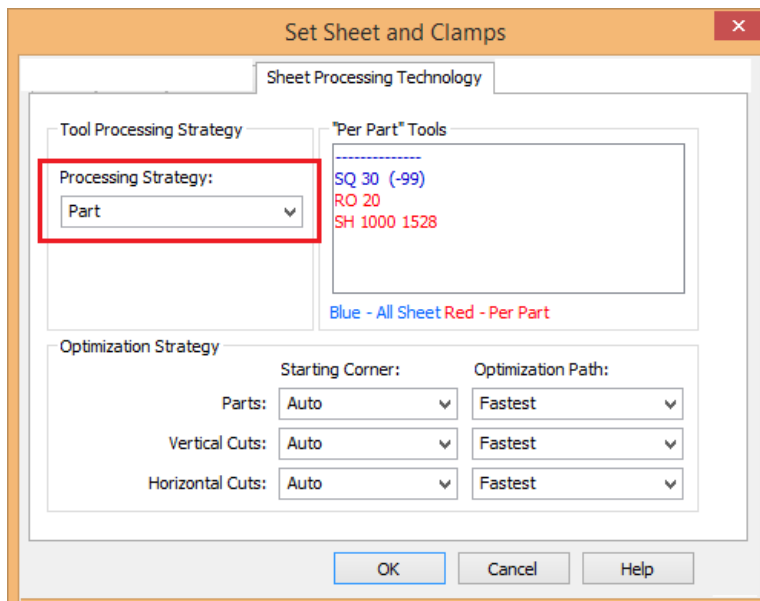 Set Sheet and Clamps
Sheet Processing Technology
Tool Processing Strategy
Processing Strategy:
Part
"Per Part" Tools
--------------
SQ 30 (-99)
RO 20
SH 1000 1528
Blue - All Sheet Red - Per Part
Optimization Strategy
Starting Corner: Optimization Path:
Parts: Auto Fastest
Vertical Cuts: Auto Fastest
Horizontal Cuts: Auto Fastest
OK Cancel Help